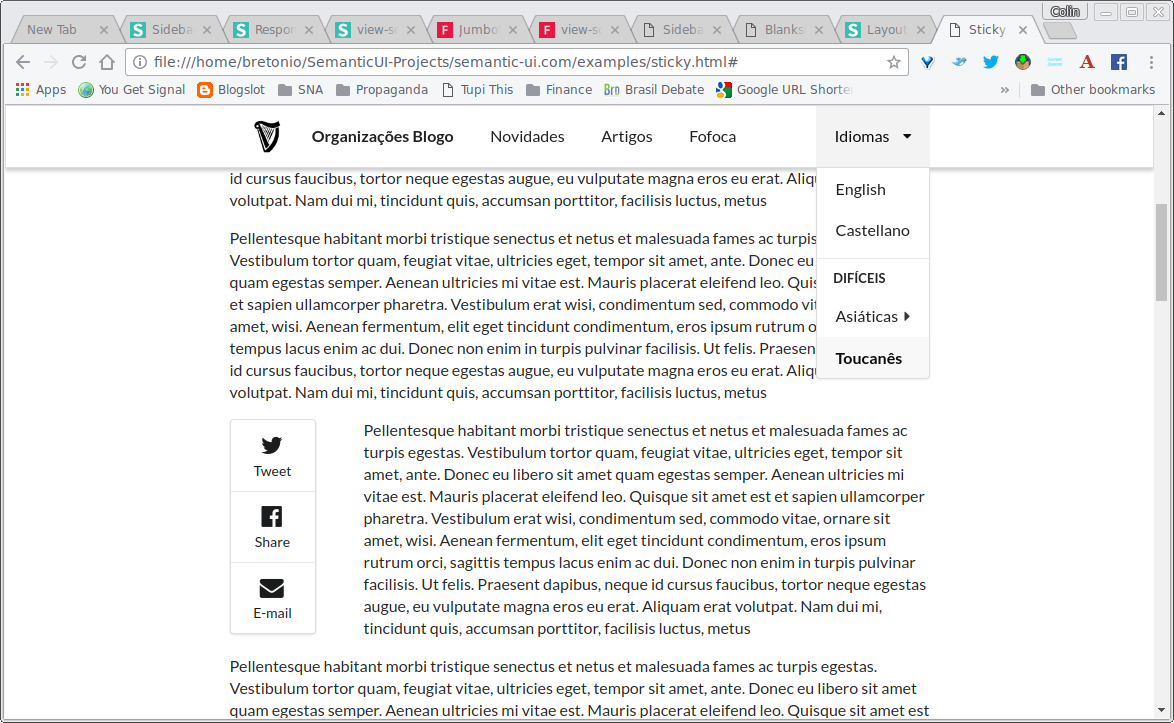 Colin
New Tab
Sideba
Respon
view-so
Jumbo
view-so
Sideba
Blanks
Layout
Sticky
file:///home/bretonio/SemanticUI-Projects/semantic-ui.com/examples/sticky.html#
Apps You Get Signal Blogslot SNA Propaganda Tupi This Finance Brasil Debate Google URL Shorte » Other bookmarks
Organizações Blogo Novidades Artigos Fofoca Idiomas
English
Castellano
DIFÍCEIS
Asiáticas
Toucanês
id cursus faucibus, tortor neque egestas augue, eu vulputate magna eros eu erat. Aliqu
volutpat. Nam dui mi, tincidunt quis, accumsan porttitor, facilisis luctus, metus
Pellentesque habitant morbi tristique senectus et netus et malesuada fames ac turpis
Vestibulum tortor quam, feugiat vitae, ultricies eget, tempor sit amet, ante. Donec eu
quam egestas semper. Aenean ultricies mi vitae est. Mauris placerat eleifend leo. Quis
et sapien ullamcorper pharetra. Vestibulum erat wisi, condimentum sed, commodo vit
amet, wisi. Aenean fermentum, elit eget tincidunt condimentum, eros ipsum rutrum o
tempus lacus enim ac dui. Donec non enim in turpis pulvinar facilisis. Ut felis. Praesen
id cursus faucibus, tortor neque egestas augue, eu vulputate magna eros eu erat. Aliqu
volutpat. Nam dui mi, tincidunt quis, accumsan porttitor, facilisis luctus, metus
Tweet
Share
E-mail
Pellentesque habitant morbi tristique senectus et netus et malesuada fames ac
turpis egestas. Vestibulum tortor quam, feugiat vitae, ultricies eget, tempor sit
amet, ante. Donec eu libero sit amet quam egestas semper. Aenean ultricies mi
vitae est. Mauris placerat eleifend leo. Quisque sit amet est et sapien ullamcorper
pharetra. Vestibulum erat wisi, condimentum sed, commodo vitae, ornare sit
amet, wisi. Aenean fermentum, elit eget tincidunt condimentum, eros ipsum
rutrum orci, sagittis tempus lacus enim ac dui. Donec non enim in turpis pulvinar
facilisis. Ut felis. Praesent dapibus, neque id cursus faucibus, tortor neque egestas
augue, eu vulputate magna eros eu erat. Aliquam erat volutpat. Nam dui mi,
tincidunt quis, accumsan porttitor, facilisis luctus, metus
Pellentesque habitant morbi tristique senectus et netus et malesuada fames ac turpis egestas.
Vestibulum tortor quam, feugiat vitae, ultricies eget, tempor sit amet, ante. Donec eu libero sit amet
quam egestas semper. Aenean ultricies mi vitae est. Mauris placerat eleifend leo. Quisque sit amet est